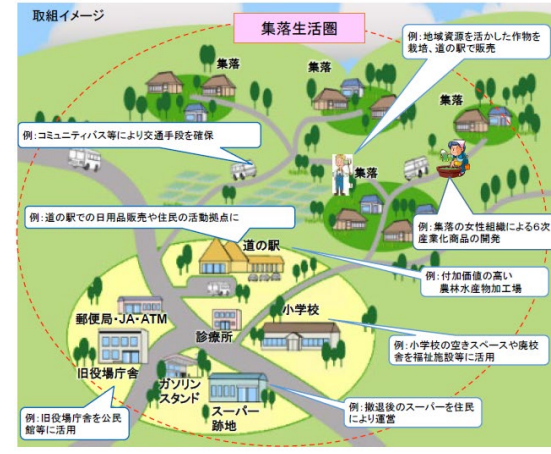 取組イメージ
集落生活圏
例：地域資源を活かした作物を
栽培、道の駅で販売
集落
集落
集落
例：コミュニティバス等により交通手段を確保
集落
例：道の駅での日用品販売や住民の活動拠点に
例：集落の女性組織による6次
産業化商品の開発
道の駅
例：付加価値の高い
農林水産物加工場
郵便局・JA・ATM
小学校
診療所
例：小学校の空きスペースや廃校
舎を福祉施設等に活用
旧役場庁舎
ガソリン
スタンド
スーパー
跡地
例：撤退後のスーパーを住民
により運営
例：旧役場庁舎を公民
館等に活用